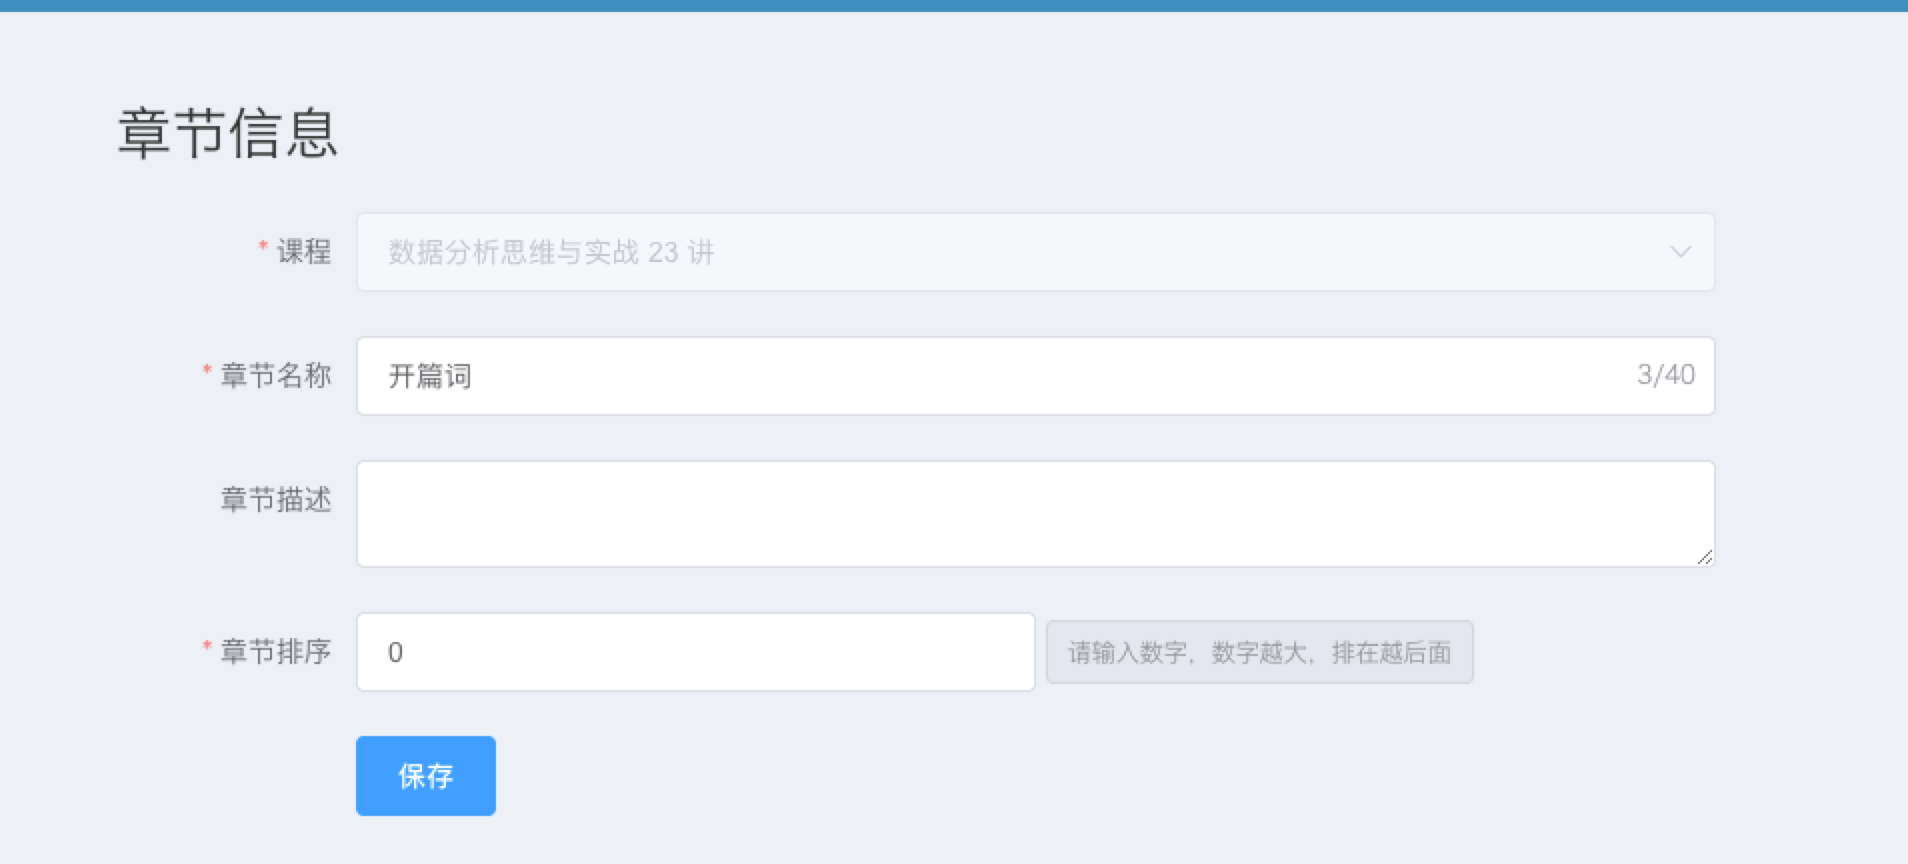 章节信息
* 课程 数据分析思维与实战 23 讲
* 章节名称 开篇词 3/40
章节描述
* 章节排序 0 请输入数字，数字越大，排在越后面
保存